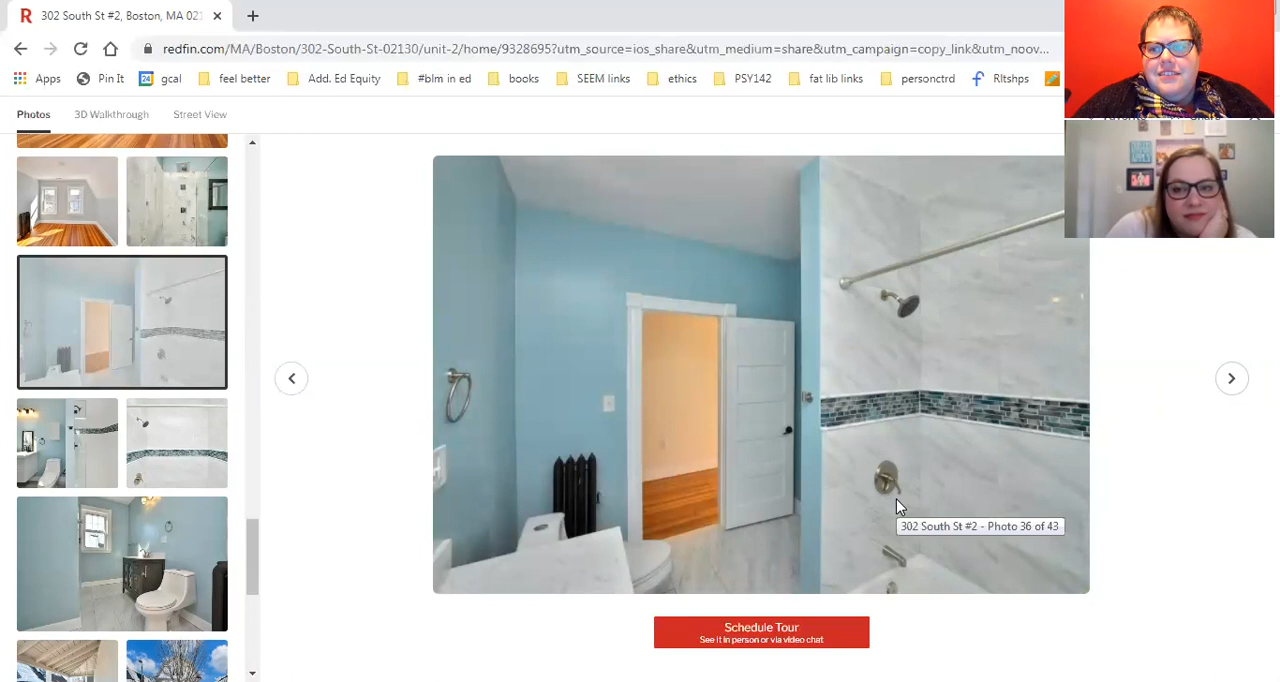 302 South St #2, Boston, MA 021
redfin.com/MA/Boston/302-South-St-02130/unit-2/home/9328695?utm_source=ios_share&utm_medium=share&utm_campaign=copy_link&utm_noov...
Apps Pin It 24 gcal feel better Add. Ed Equity #blm in ed books SEEM links ethics PSY142 fat lib links personctrd Rltshps
Photos 3D Walkthrough Street View
302 South St #2 - Photo 36 of 43
Schedule Tour
See it in person or via video chat